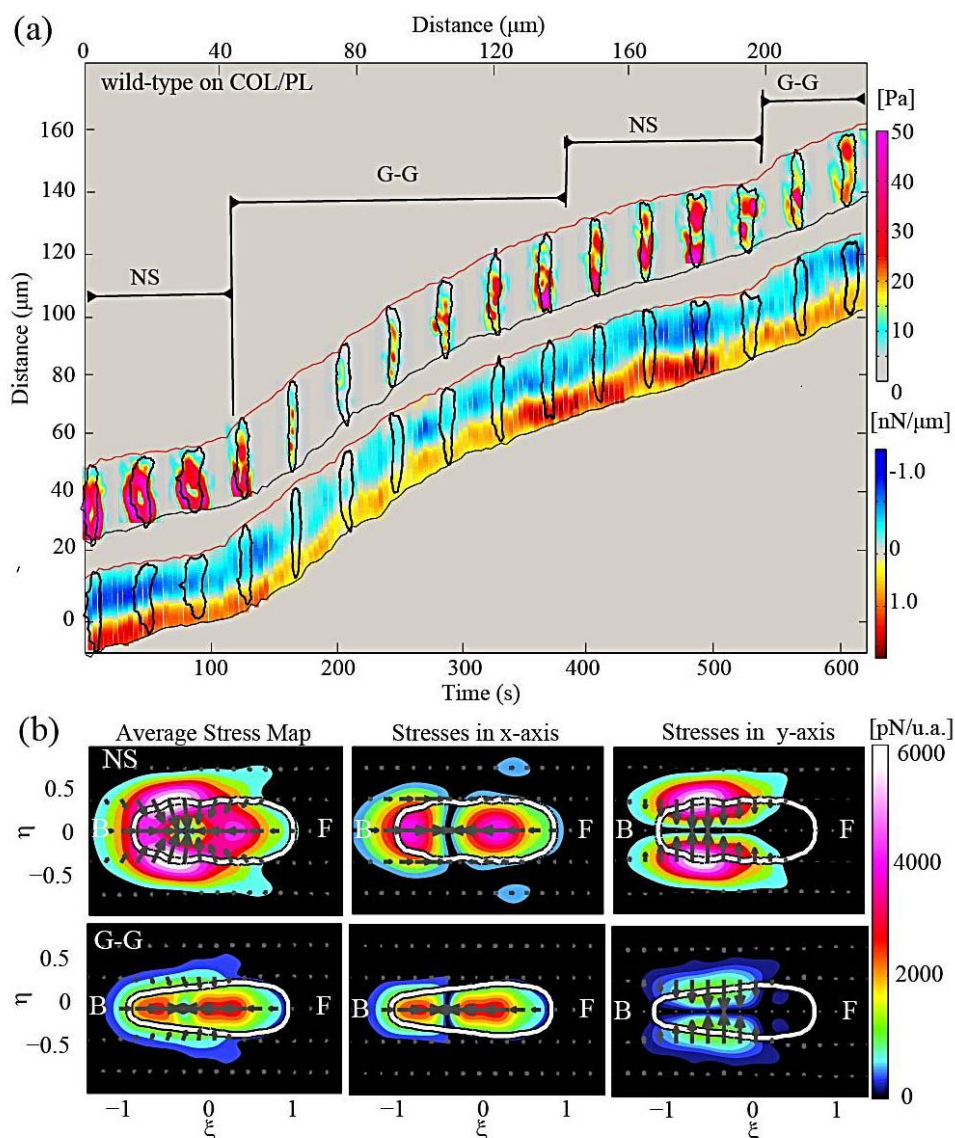 (a)
Distance (μm)
0 40 80 120 160 200
wild-type on COL/PL
G-G
[Pa]
NS
G-G
NS
160
140
120
100
80
60
40
20
0
Distance (μm)
50
40
30
20
10
0
[nN/μm]
-1.0
0
1.0
100 200 300 400 500 600
Time (s)
(b)
Average Stress Map Stresses in x-axis Stresses in y-axis [pN/u.a.]
NS
0.5
η 0
−0.5
B F B F B F
G-G
0.5
η 0
-0.5
B F B F B F
6000
4000
2000
0
−1 0 1 −1 0 1 −1 0 1
ξ ξ ξ